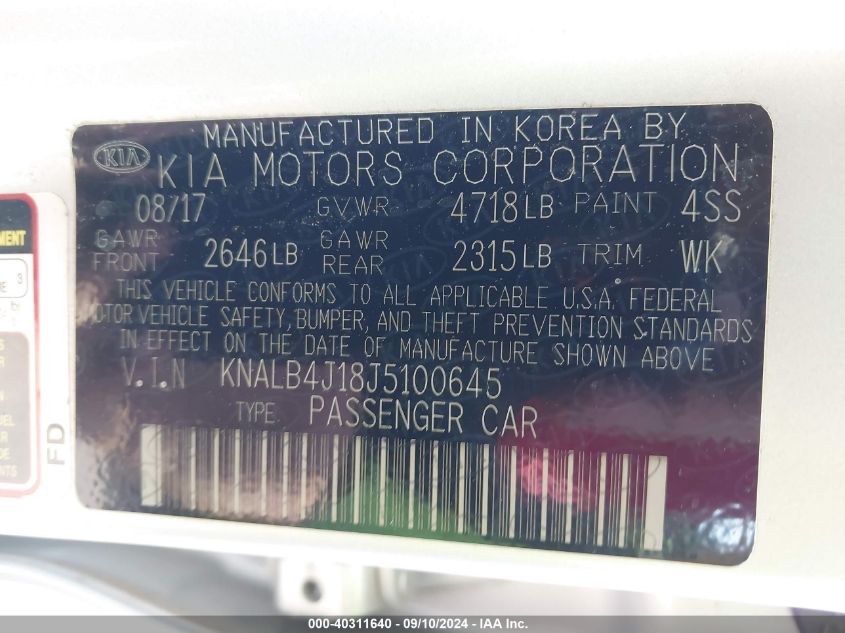 MANUFACTURED IN KOREA BY
KIA KIA MOTORS CORPORATION
08/17 GVWR 4718LB PAINT 4SS
GAWR FRONT 2646LB GAWR REAR 2315LB TRIM WK
THIS VEHICLE CONFORMS TO ALL APPLICABLE U.S.A. FEDERAL
MOTOR VEHICLE SAFETY, BUMPER, AND THEFT PREVENTION STANDARDS
IN EFFECT ON THE DATE OF MANUFACTURE SHOWN ABOVE
V.I.N KNALB4J18J5100645
TYPE PASSENGER CAR
FD
3
000-40311640 - 09/10/2024 - IAA Inc.